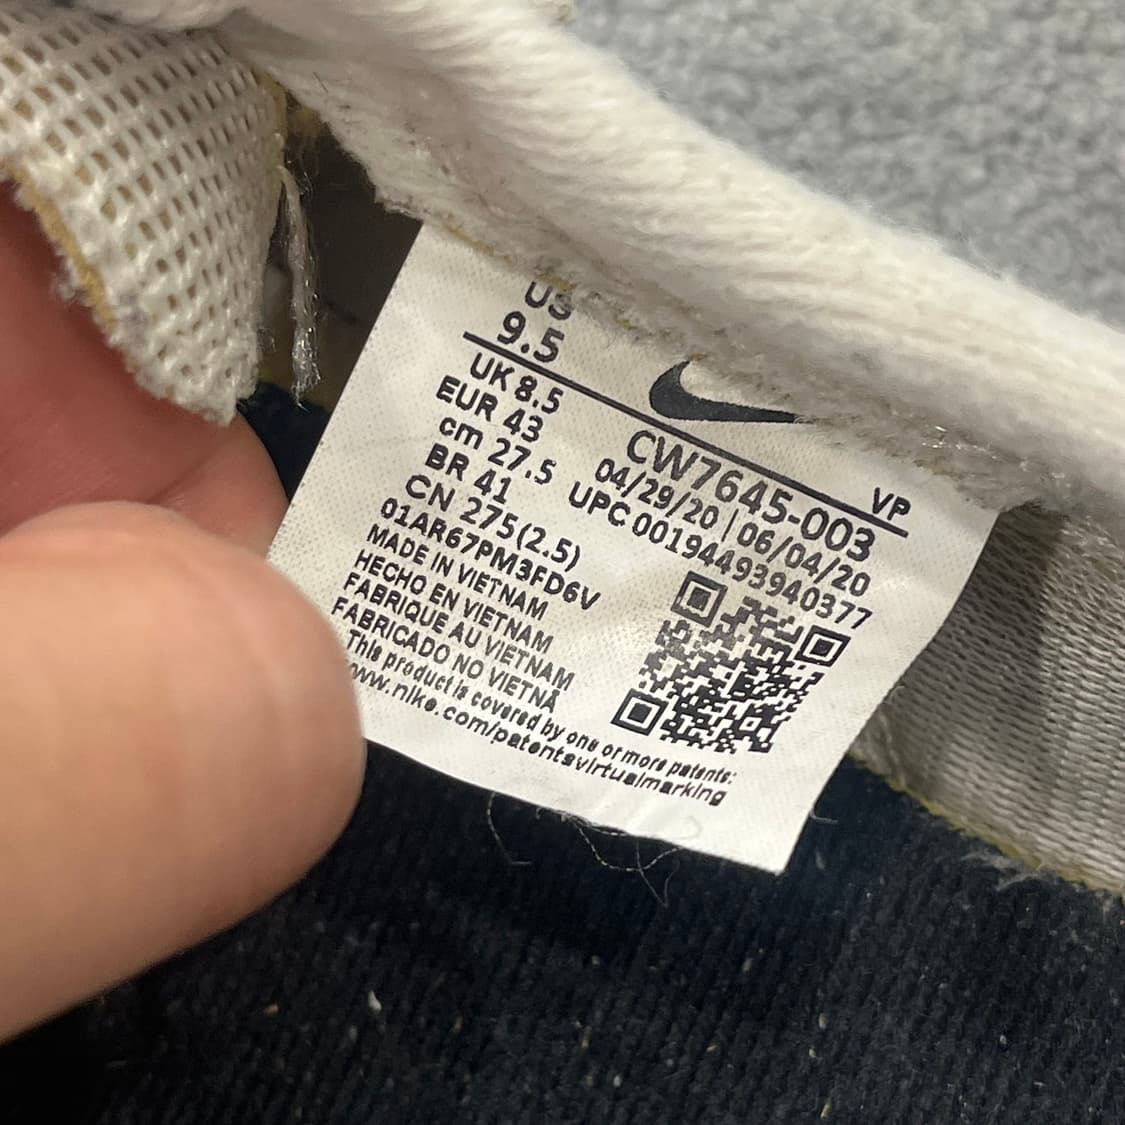 US
9.5
UK 8.5
EUR 43
cm 27.5
BR 41
CN 275(2.5)
01AR67PM3FD6V
MADE IN VIETNAM
HECHO EN VIETNAM
FABRIQUE AU VIETNAM
FABRICADO NO VIETNÃ
This product is covered by one or more patents:
www.nike.com/patentsvirtualmarking
VP
CW7645-003
04/29/20 | 06/04/20
UPC 00194493940377